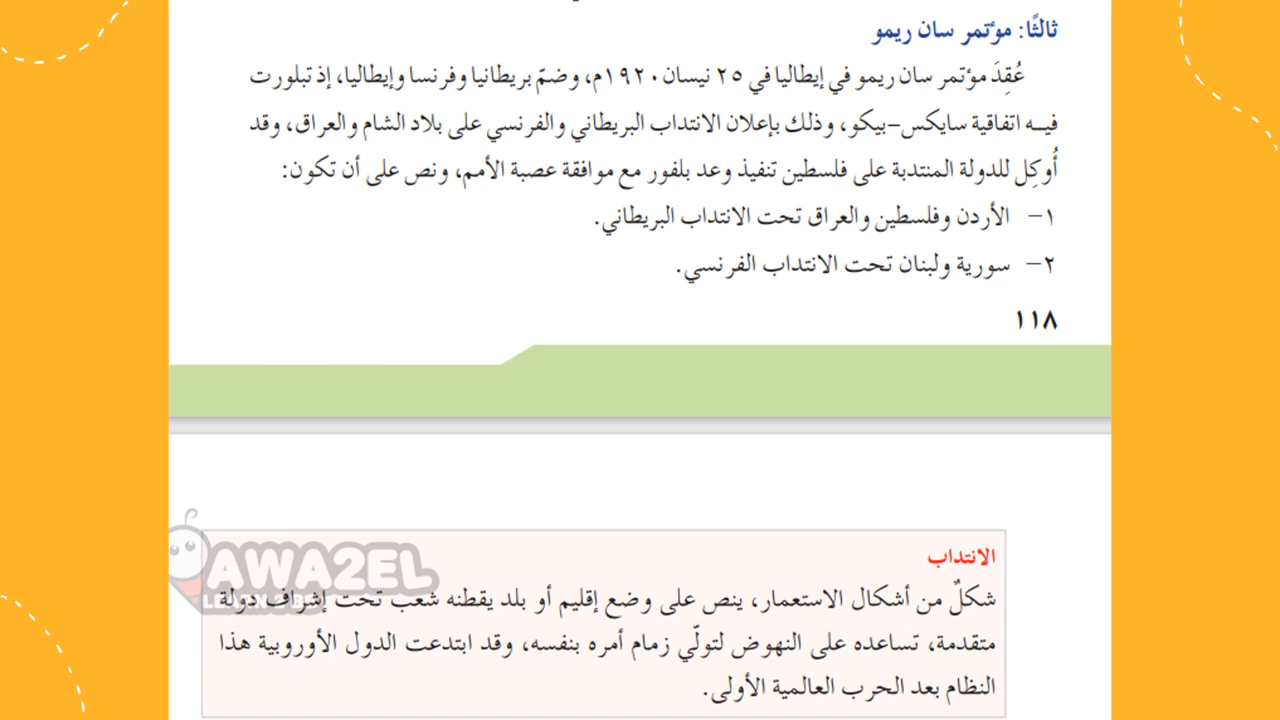 ثالثًا: مؤتمر سان ريمو
عُقِدَ مؤتمر سان ريمو في إيطاليا في ٢٥ نيسان ١٩٢٠م، وضمّ بريطانيا وفرنسا وإيطاليا، إذ تبلورت
فيـه اتفاقية سايكس–بيكو، وذلك بإعلان الانتداب البريطاني والفرنسي على بلاد الشام والعراق، وقد
أُوكِل للدولة المنتدبة على فلسطين تنفيذ وعد بلفور مع موافقة عصبة الأمم، ونص على أن تكون:
١– الأردن وفلسطين والعراق تحت الانتداب البريطاني.
٢– سورية ولبنان تحت الانتداب الفرنسي.
١١٨
AWA2EL
LEARN 2 BE
الانتداب
شكلٌ من أشكال الاستعمار، ينص على وضع إقليم أو بلد يقطنه شعب تحت إشراف دولة
متقدمة، تساعده على النهوض لتولّي زمام أمره بنفسه، وقد ابتدعت الدول الأوروبية هذا
النظام بعد الحرب العالمية الأولى.